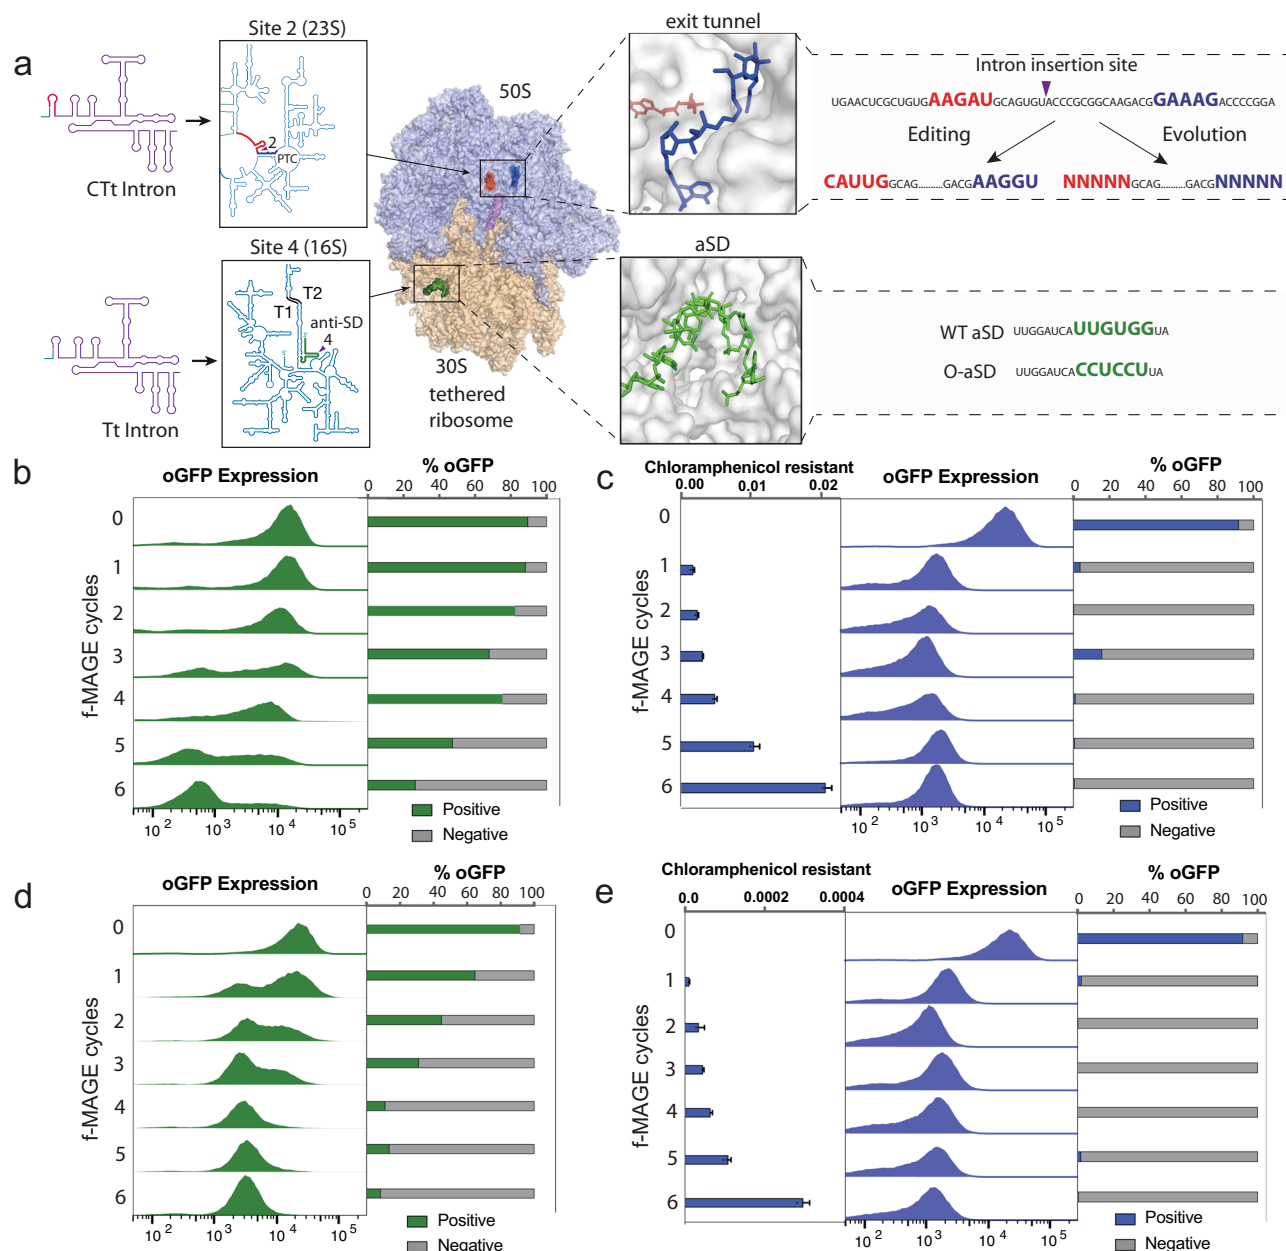 a
CTt Intron
Site 2 (23S)
2
PTC
Tt Intron
Site 4 (16S)
T2
T1
anti-SD
4
50S
30S
tethered
ribosome
exit tunnel
aSD
Intron insertion site
UGAACUCGCUGUGAAGAUGCAGUGUACCCGCGGCAAGACGGAAAGACCCCGGA
Editing
Evolution
CAUUGGCAG..........GACGAAGGU
NNNNNGCAG........GACGNNNNN
WT aSD UUGGAUCAUUGUGGUA
O-aSD UUGGAUCACCUCCUUA
b
oGFP Expression
% oGFP
0 20 40 60 80 100
f-MAGE cycles
0
1
2
3
4
5
6
10^2 10^3 10^4 10^5
Positive
Negative
c
Chloramphenicol resistant
0.00 0.01 0.02
oGFP Expression
% oGFP
0 20 40 60 80 100
f-MAGE cycles
0
1
2
3
4
5
6
10^2 10^3 10^4 10^5
Positive
Negative
d
oGFP Expression
% oGFP
0 20 40 60 80 100
f-MAGE cycles
0
1
2
3
4
5
6
10^2 10^3 10^4 10^5
Positive
Negative
e
Chloramphenicol resistant
0.0 0.0002 0.0004
oGFP Expression
% oGFP
0 20 40 60 80 100
f-MAGE cycles
0
1
2
3
4
5
6
10^2 10^3 10^4 10^5
Positive
Negative